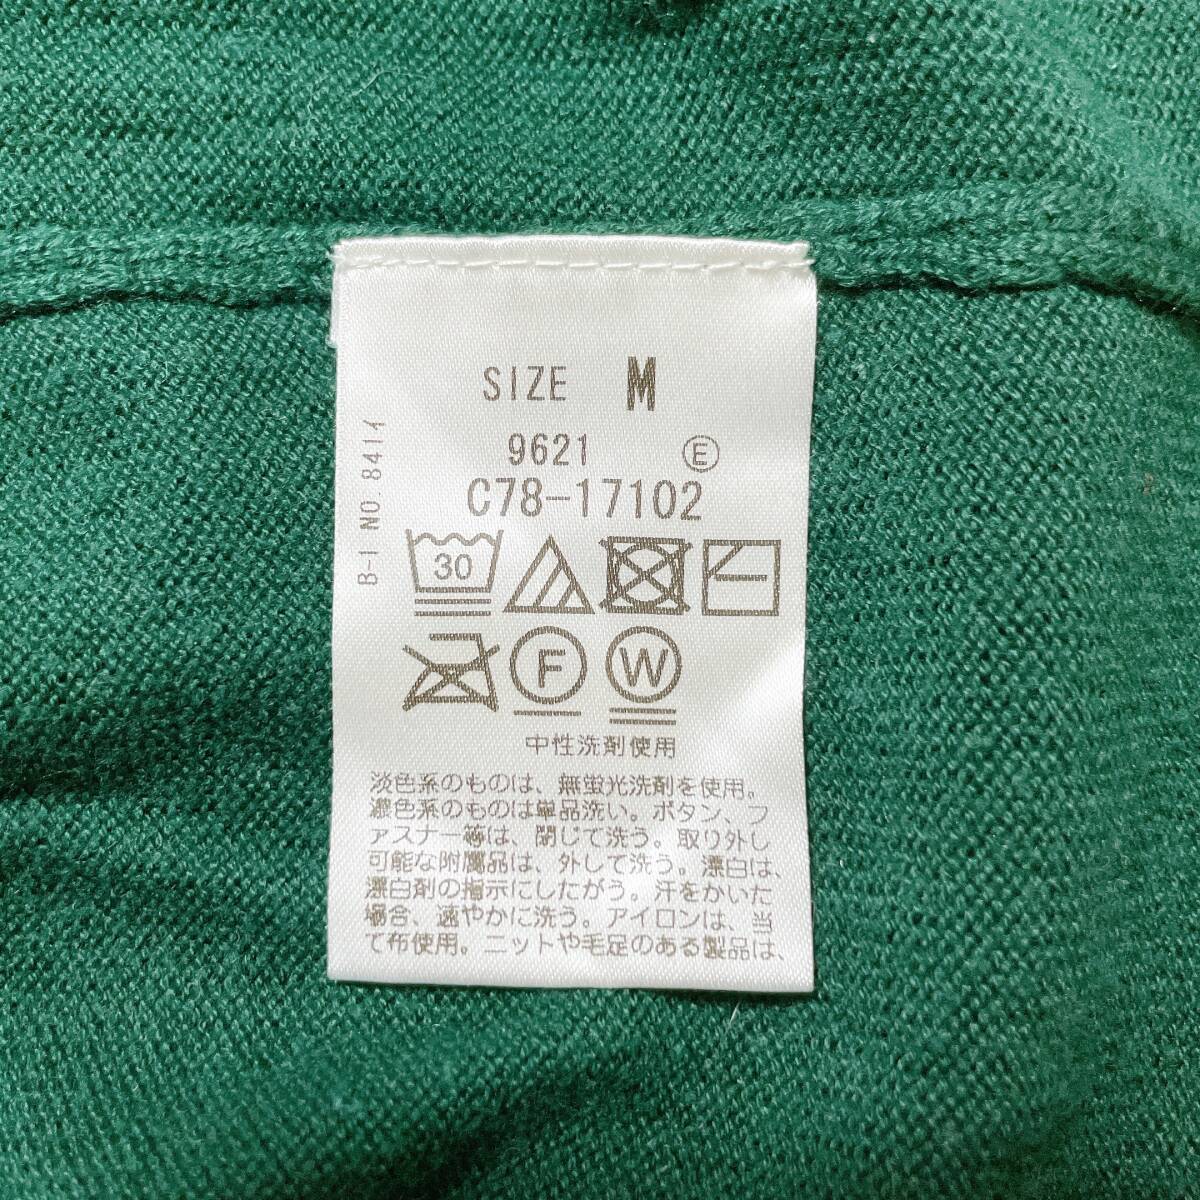 SIZE M
9621 Ⓔ
C78-17102
B-I NO.8414
30
F W
中性洗剤使用
淡色系のものは、無蛍光洗剤を使用。
濃色系のものは単品洗い。ボタン、フ
ァスナー等は、閉じて洗う。取り外し
可能な附属品は、外して洗う。漂白は、
漂白剤の指示にしたがう。汗をかいた
場合、速やかに洗う。アイロンは、当
て布使用。ニットや毛足のある製品は、